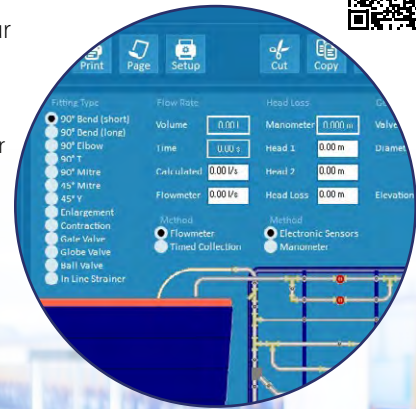 ur
r
Print Page Setup Cut Copy
Fitting Type
90° Bend (short)
90° Bend (long)
90° Elbow
90° T
90° Mitre
45° Mitre
45° Y
Enlargement
Contraction
Gate Valve
Globe Valve
Ball Valve
In Line Strainer
Flow Rate
Volume 0.00 l
Time 0.00 s
Calculated 0.00 l/s
Flowmeter 0.00 l/s
Method
Flowmeter
Timed Collection
Head Loss
Manometer 0.000 m
Head 1 0.00 m
Head 2 0.00 m
Head Loss 0.00 m
Method
Electronic Sensors
Manometer
Valve
Diamet
Elevation